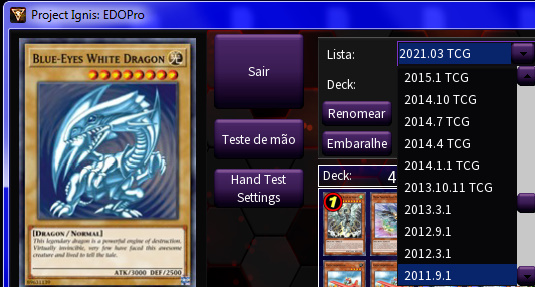 Project Ignis: EDOPro
BLUE-EYES WHITE DRAGON
[DRAGON / NORMAL]
This legendary dragon is a powerful engine of destruction.
Virtually invincible, very few have faced this awesome
creature and lived to tell the tale.
ATK/3000 DEF/2500
Sair
Teste de mão
Hand Test
Settings
Lista:
2021.03 TCG
Deck:
Renomear
Embaralhe
Deck:
4
1
2015.1 TCG
2014.10 TCG
2014.7 TCG
2014.4 TCG
2014.1.1 TCG
2013.10.11 TCG
2013.3.1
2012.9.1
2012.3.1
2011.9.1